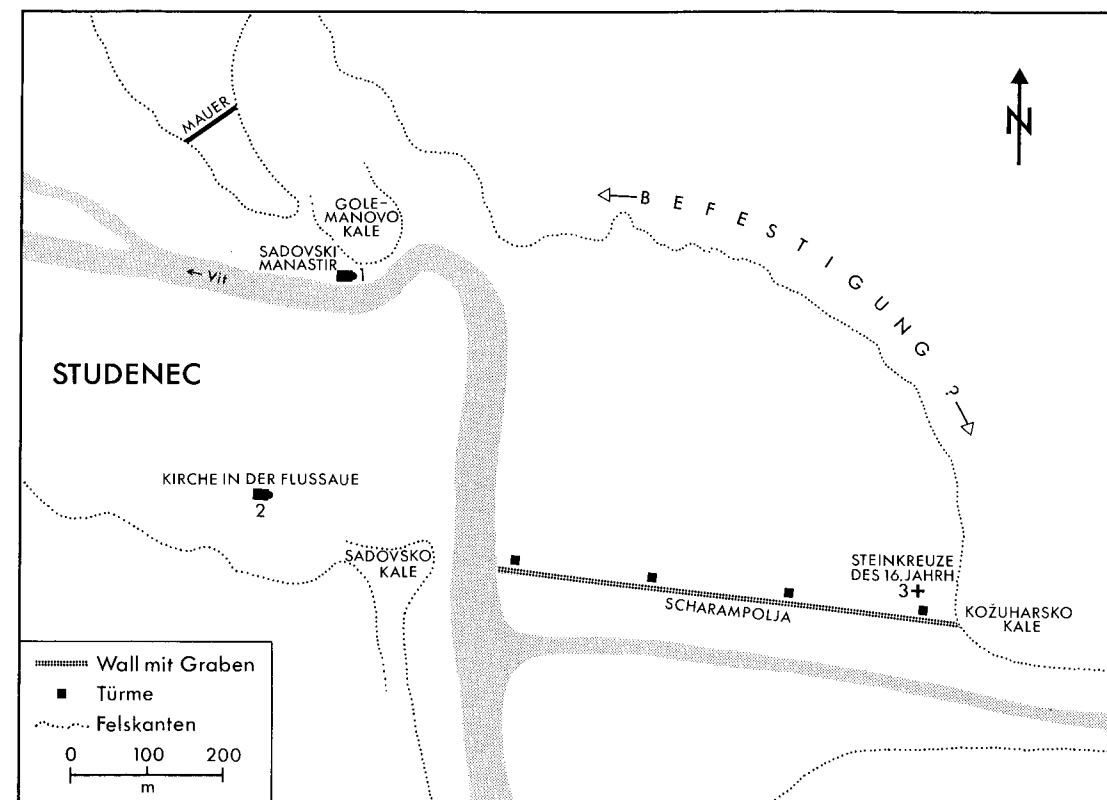 MAUER
N
GOLE-
MANOVO
KALE
SADOVSKI
MANASTIR
1
← Vit
BEFESTIGUNG ?
STUDENEC
KIRCHE IN DER FLUSSAUE
2
SADOVSKO
KALE
STEINKREUZE
DES 16. JAHRH.
3+
SCHARAMPOLJA
KOŽUHARSKO
KALE
Wall mit Graben
Türme
Felskanten
0 100 200
m